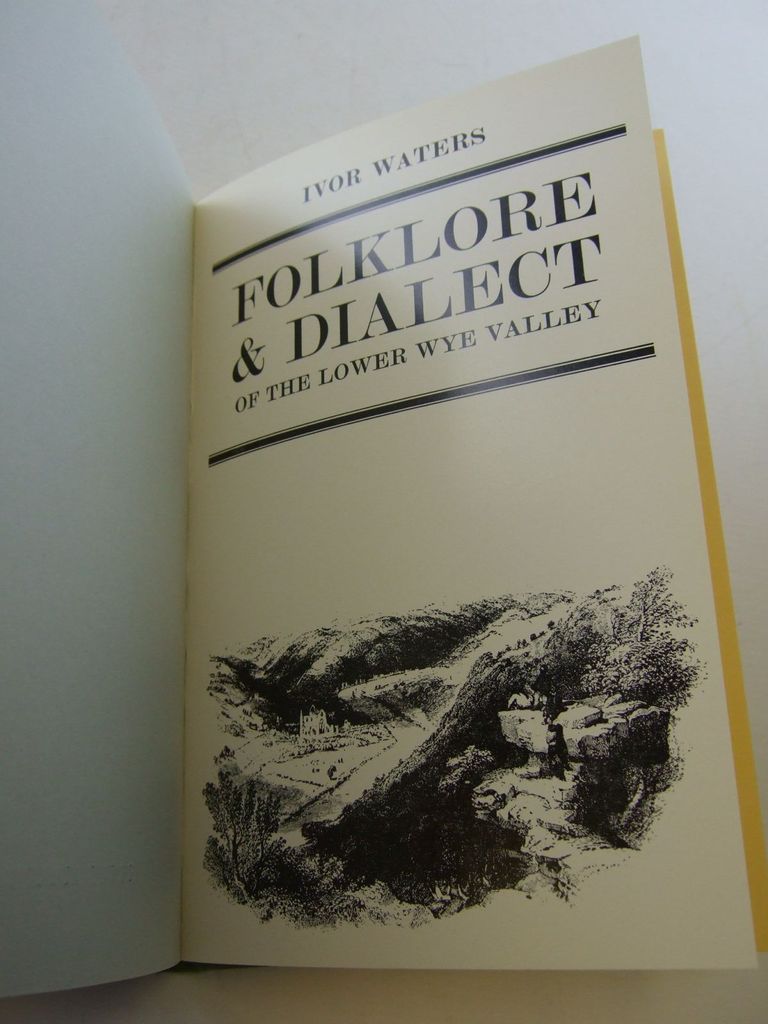 IVOR WATERS
FOLKLORE
& DIALECT
OF THE LOWER WYE VALLEY